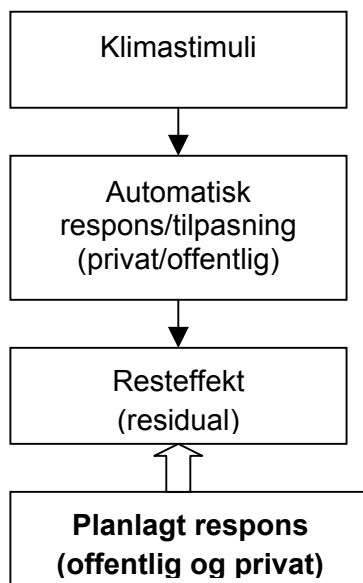 Klimastimuli
Automatisk
respons/tilpasning
(privat/offentlig)
Resteffekt
(residual)
Planlagt respons
(offentlig og privat)